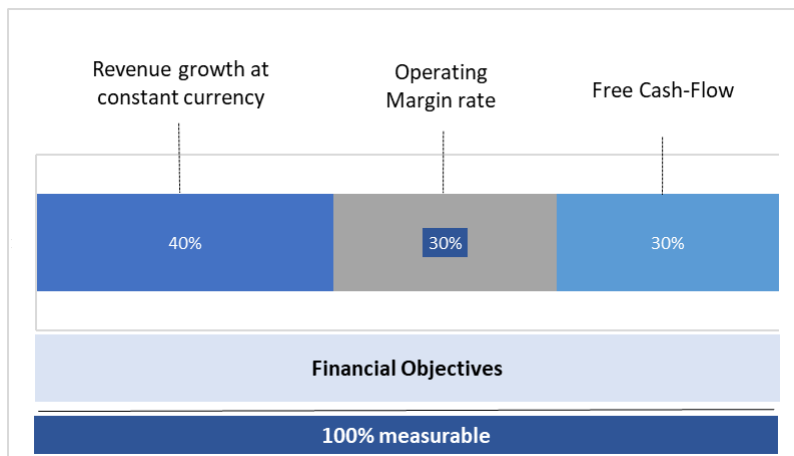 Revenue growth at
constant currency
Operating
Margin rate
Free Cash-Flow
40%
30%
30%
Financial Objectives
100% measurable